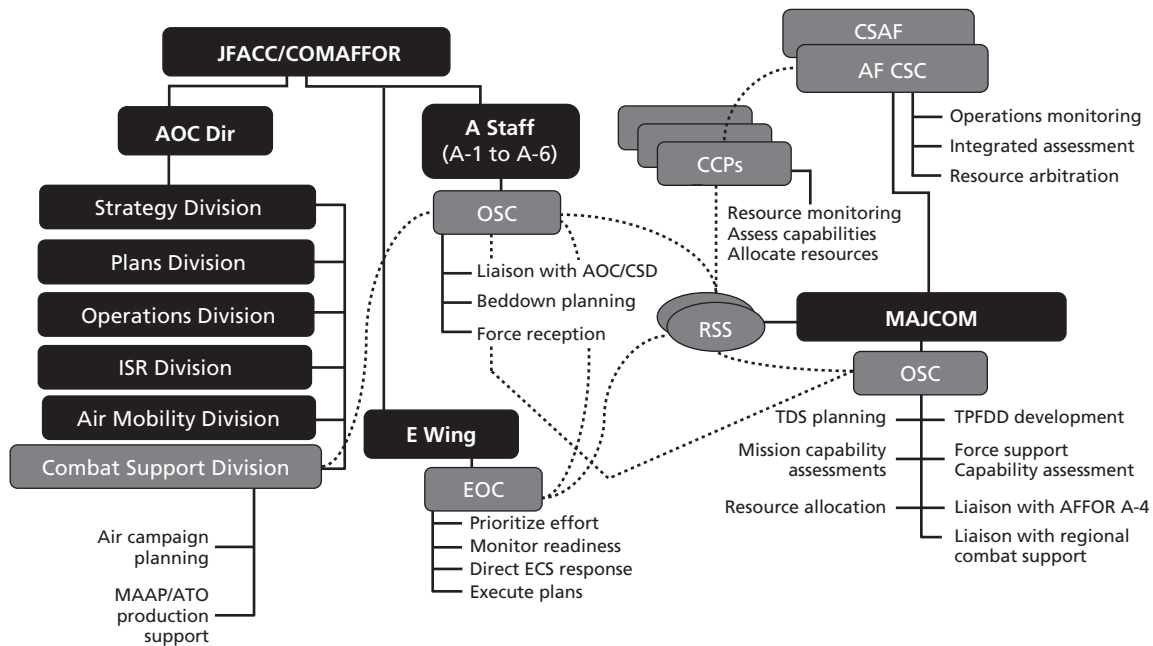 JFACC/COMAFFOR
AOC Dir
Strategy Division
Plans Division
Operations Division
ISR Division
Air Mobility Division
Combat Support Division
Air campaign
planning
MAAP/ATO
production
support
A Staff
(A-1 to A-6)
OSC
Liaison with AOC/CSD
Beddown planning
Force reception
E Wing
EOC
Prioritize effort
Monitor readiness
Direct ECS response
Execute plans
CSAF
AF CSC
Operations monitoring
Integrated assessment
Resource arbitration
CCPs
Resource monitoring
Assess capabilities
Allocate resources
RSS
MAJCOM
OSC
TDS planning
Mission capability
assessments
Resource allocation
TPFDD development
Force support
Capability assessment
Liaison with AFFOR A-4
Liaison with regional
combat support